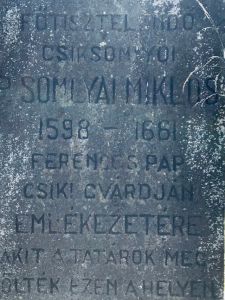 FŐTISZTELENDŐ
CSIKSOMLYÓI
P. SOMLYAI MIKLÓS
1598 - 1661
FERENCES PAP
CSIKI GVÁRDJÁN
EMLÉKEZETÉRE
AKIT A TATÁROK MEG
ÖLTEK EZEN A HELYEN